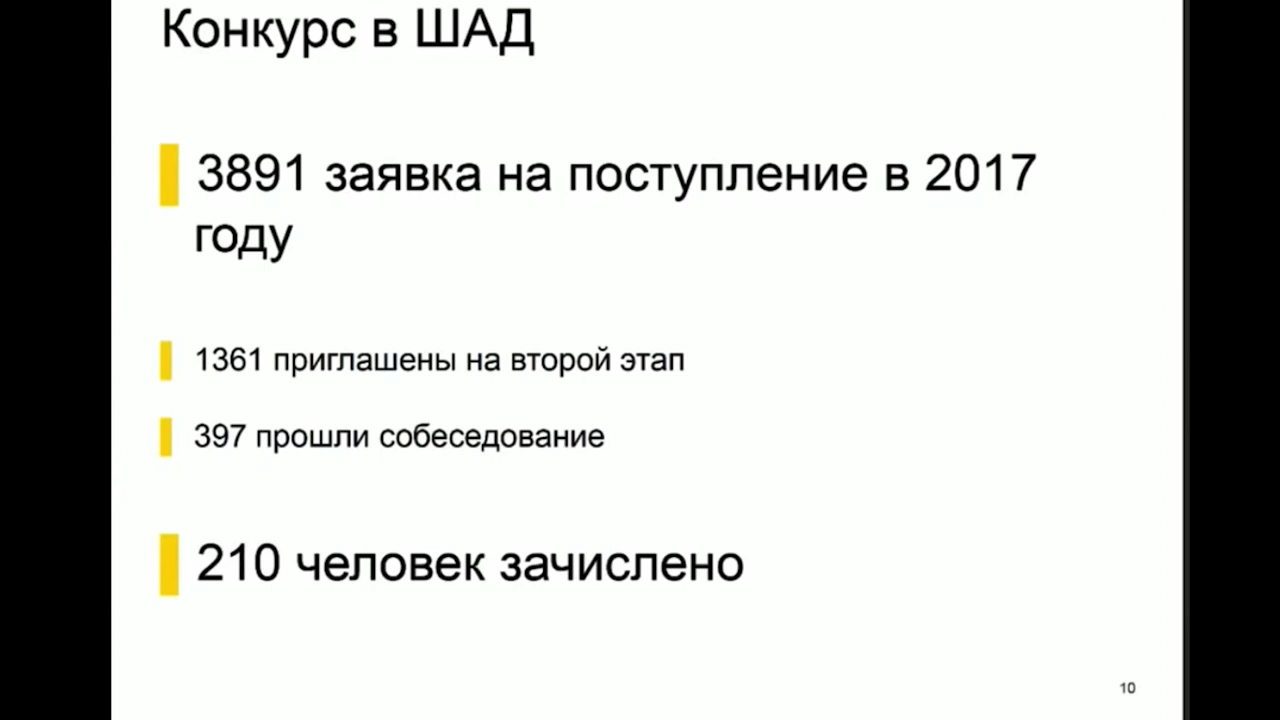 Конкурс в ШАД
3891 заявка на поступление в 2017
году
1361 приглашены на второй этап
397 прошли собеседование
210 человек зачислено
10